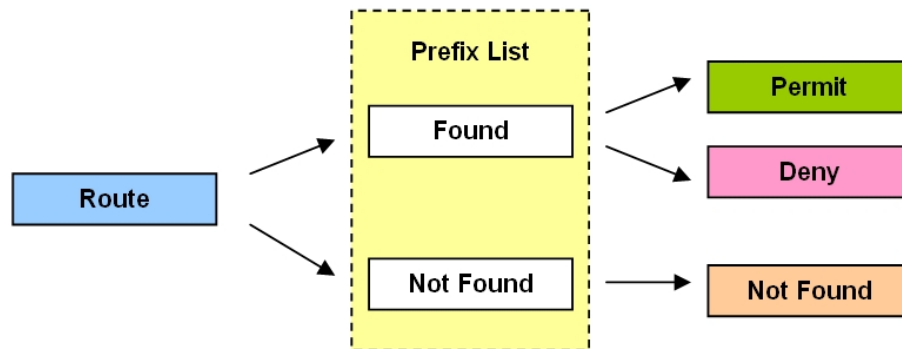 Prefix List
Route
Found
Not Found
Permit
Deny
Not Found